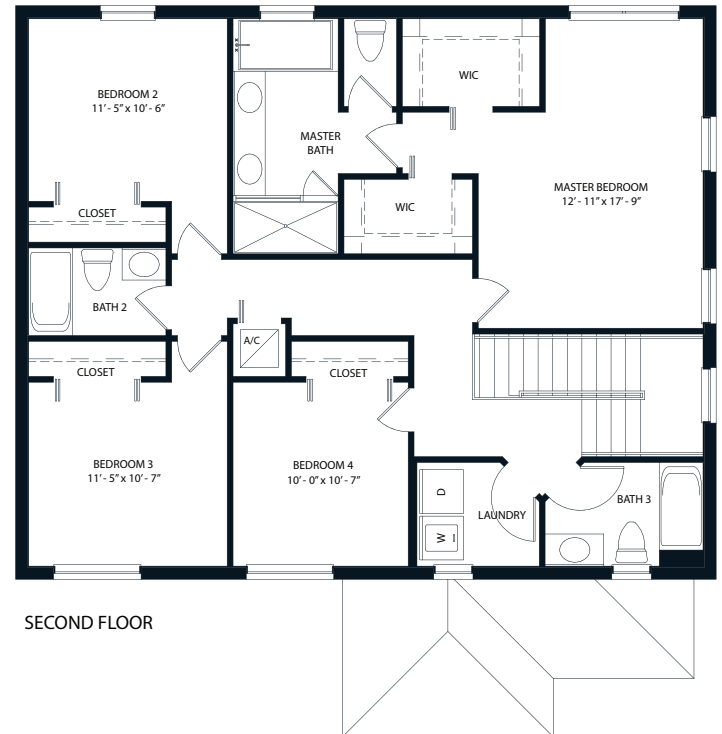 BEDROOM 2
11' - 5" x 10' - 6"
CLOSET
MASTER
BATH
WIC
WIC
MASTER BEDROOM
12' - 11" x 17' - 9"
BATH 2
A/C
CLOSET
CLOSET
BEDROOM 3
11' - 5" x 10' - 7"
BEDROOM 4
10' - 0" x 10' - 7"
D
W
LAUNDRY
BATH 3
SECOND FLOOR